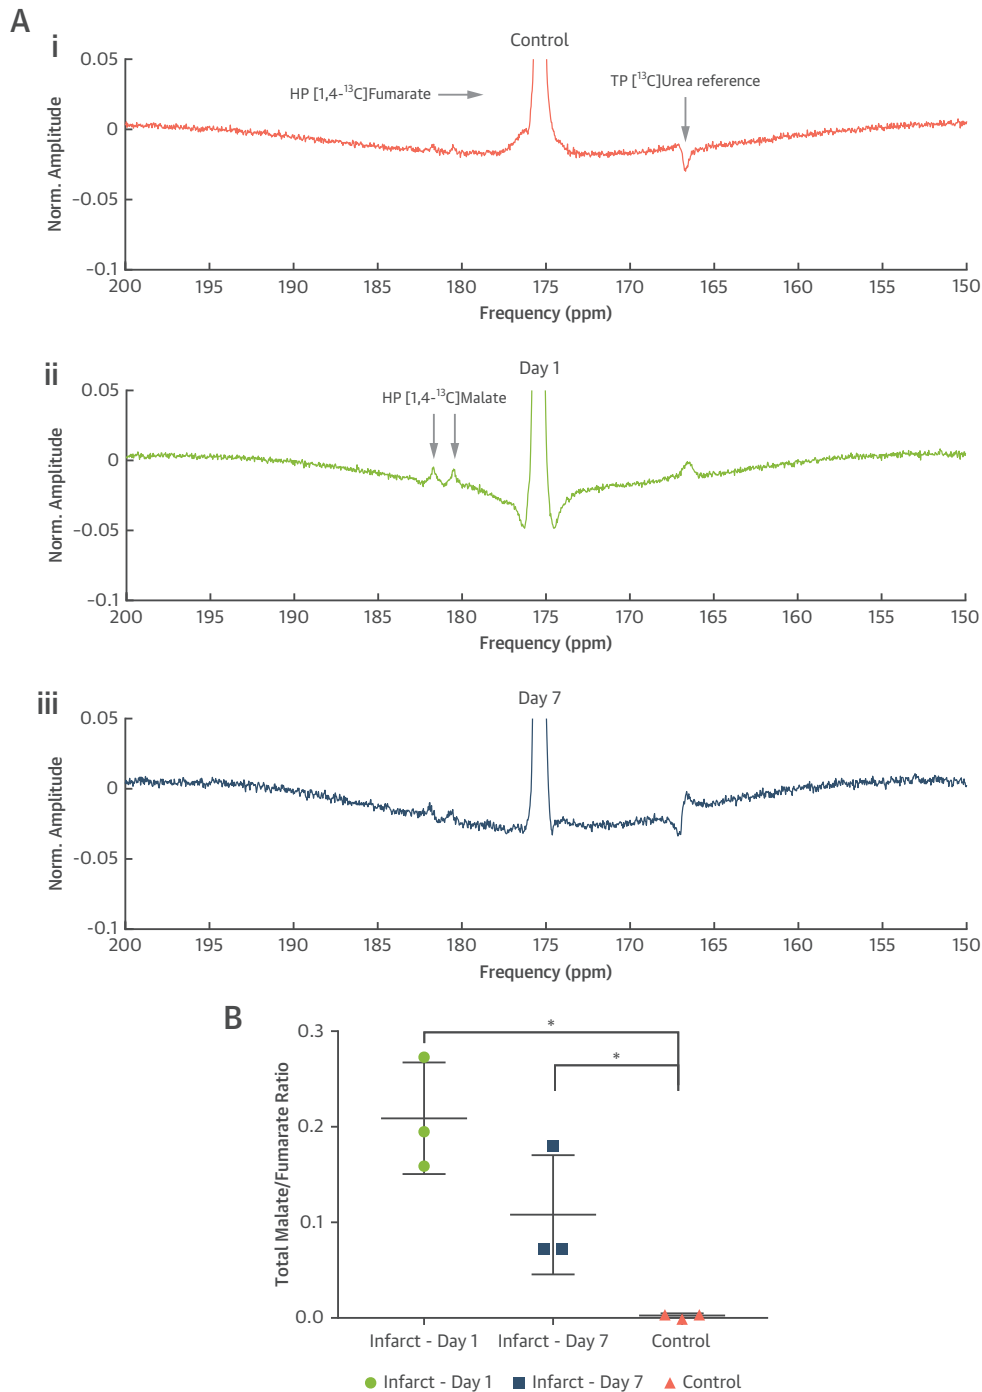 A
i
Control
0.05
0
-0.05
-0.1
Norm. Amplitude
HP [1,4-¹³C]Fumarate
TP [¹³C]Urea reference
200 195 190 185 180 175 170 165 160 155 150
Frequency (ppm)
ii
Day 1
0.05
0
-0.05
-0.1
Norm. Amplitude
HP [1,4-¹³C]Malate
200 195 190 185 180 175 170 165 160 155 150
Frequency (ppm)
iii
Day 7
0.05
0
-0.05
-0.1
Norm. Amplitude
200 195 190 185 180 175 170 165 160 155 150
Frequency (ppm)
B
0.3
0.2
0.1
0.0
Total Malate/Fumarate Ratio
*
*
Infarct - Day 1 Infarct - Day 7 Control
Infarct - Day 1 Infarct - Day 7 Control